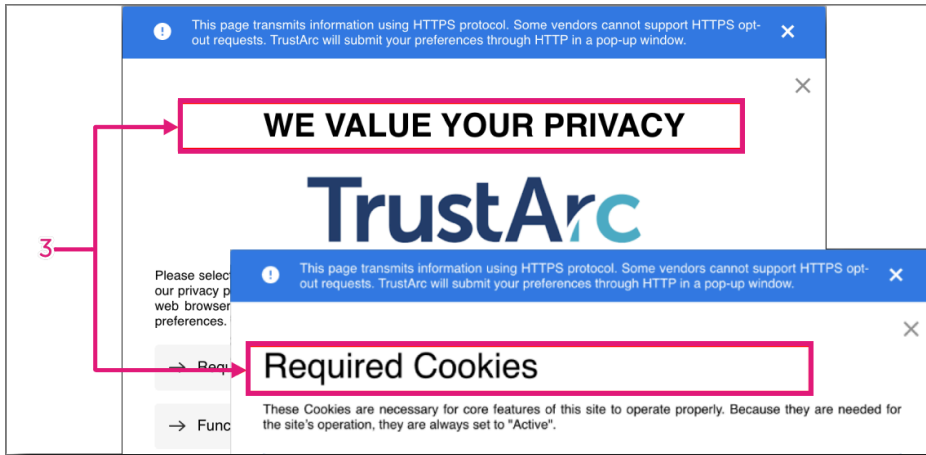 This page transmits information using HTTPS protocol. Some vendors cannot support HTTPS opt-
out requests. TrustArc will submit your preferences through HTTP in a pop-up window.
WE VALUE YOUR PRIVACY
TrustArc
3
Please select
our privacy p
web browser
preferences.
→ Requ
→ Func
This page transmits information using HTTPS protocol. Some vendors cannot support HTTPS opt-
out requests. TrustArc will submit your preferences through HTTP in a pop-up window.
Required Cookies
These Cookies are necessary for core features of this site to operate properly. Because they are needed for
the site's operation, they are always set to "Active".